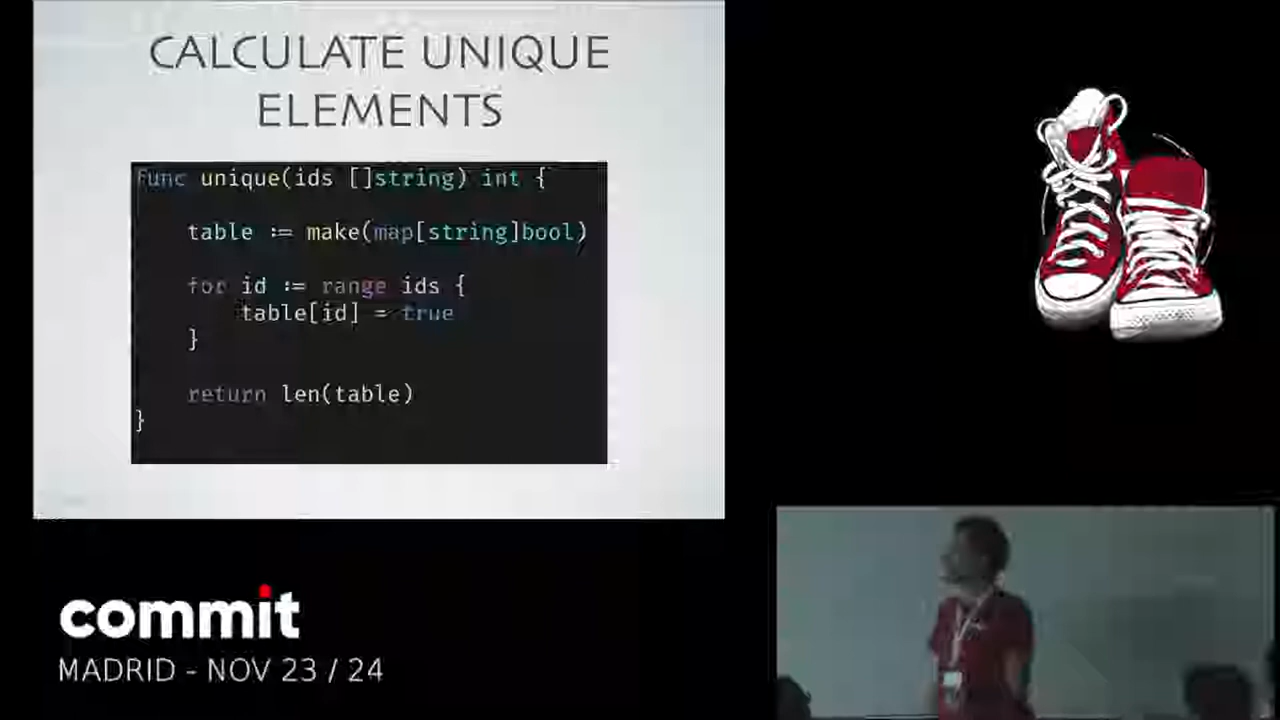 CALCULATE UNIQUE
ELEMENTS
func unique(ids []string) int {
table := make(map[string]bool)
for id := range ids {
table[id] = true
}
return len(table)
}
commit
MADRID - NOV 23 / 24